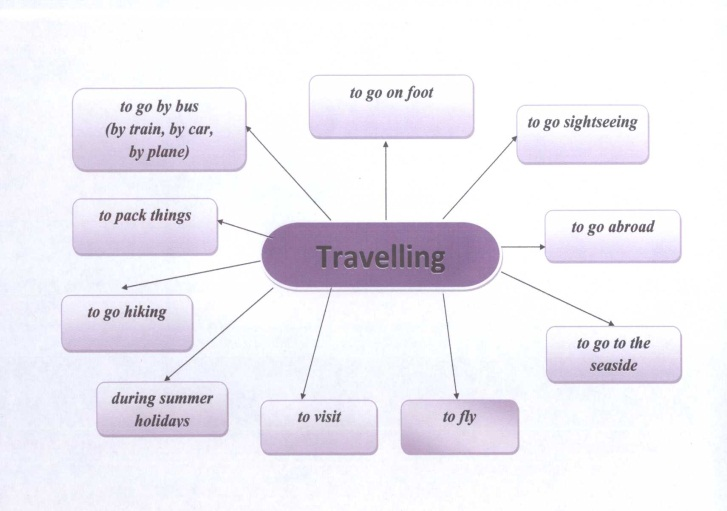 to go by bus
(by train, by car,
by plane)
to go on foot
to go sightseeing
to pack things
to go abroad
Travelling
to go hiking
to go to the
seaside
during summer
holidays
to visit
to fly